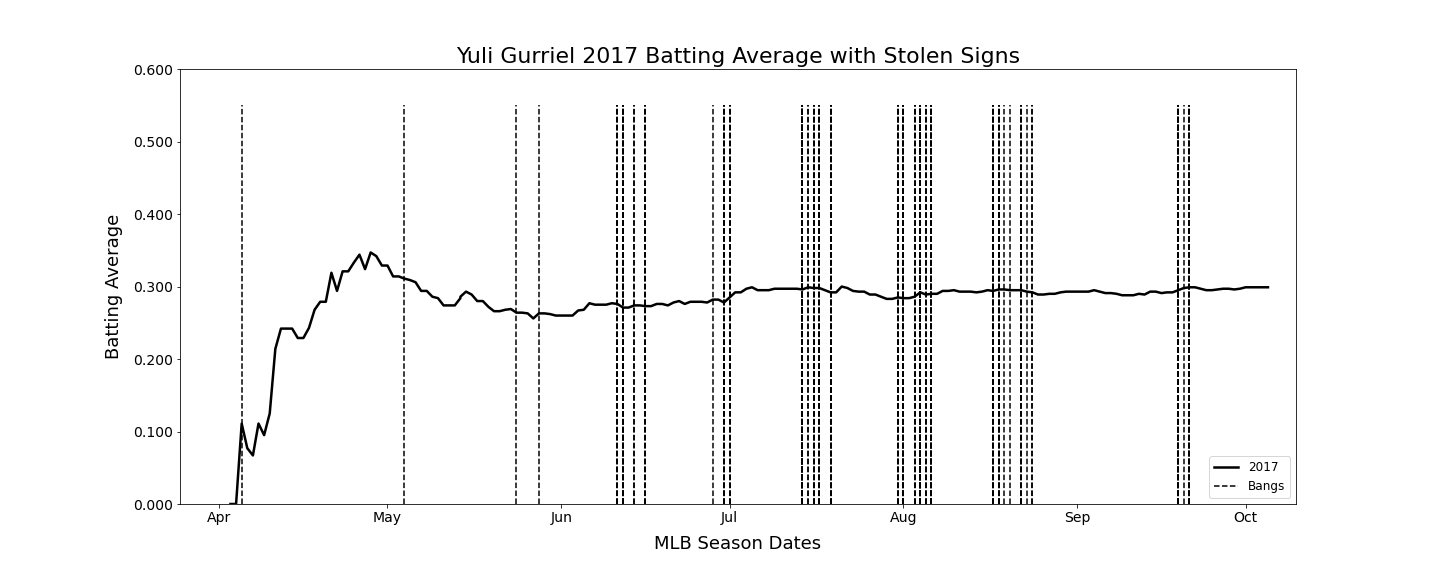 Yuli Gurriel 2017 Batting Average with Stolen Signs
0.600
0.500
0.400
0.300
0.200
0.100
0.000
Batting Average
Apr May Jun Jul Aug Sep Oct
MLB Season Dates
2017
Bangs